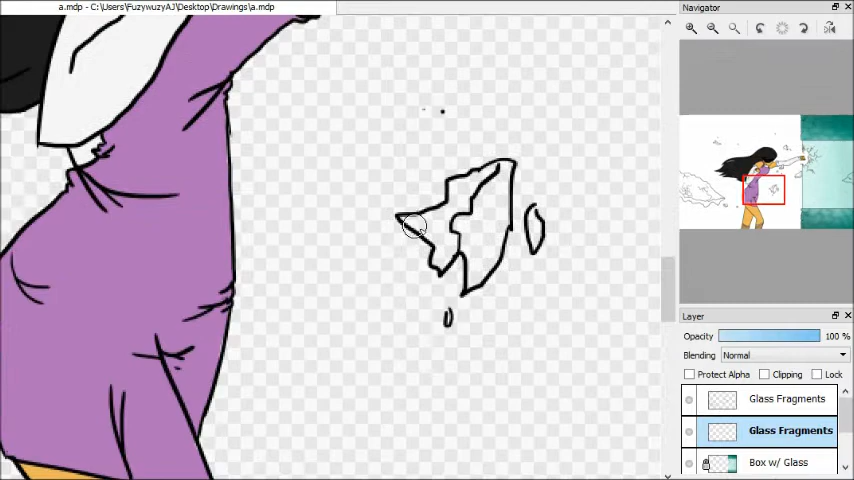 a.mdp - C:\Users\FuzywuzyAJ\Desktop\Drawings\a.mdp
Navigator
Layer
Opacity 100 %
Blending Normal
Protect Alpha Clipping Lock
Glass Fragments
Glass Fragments
Box w/ Glass